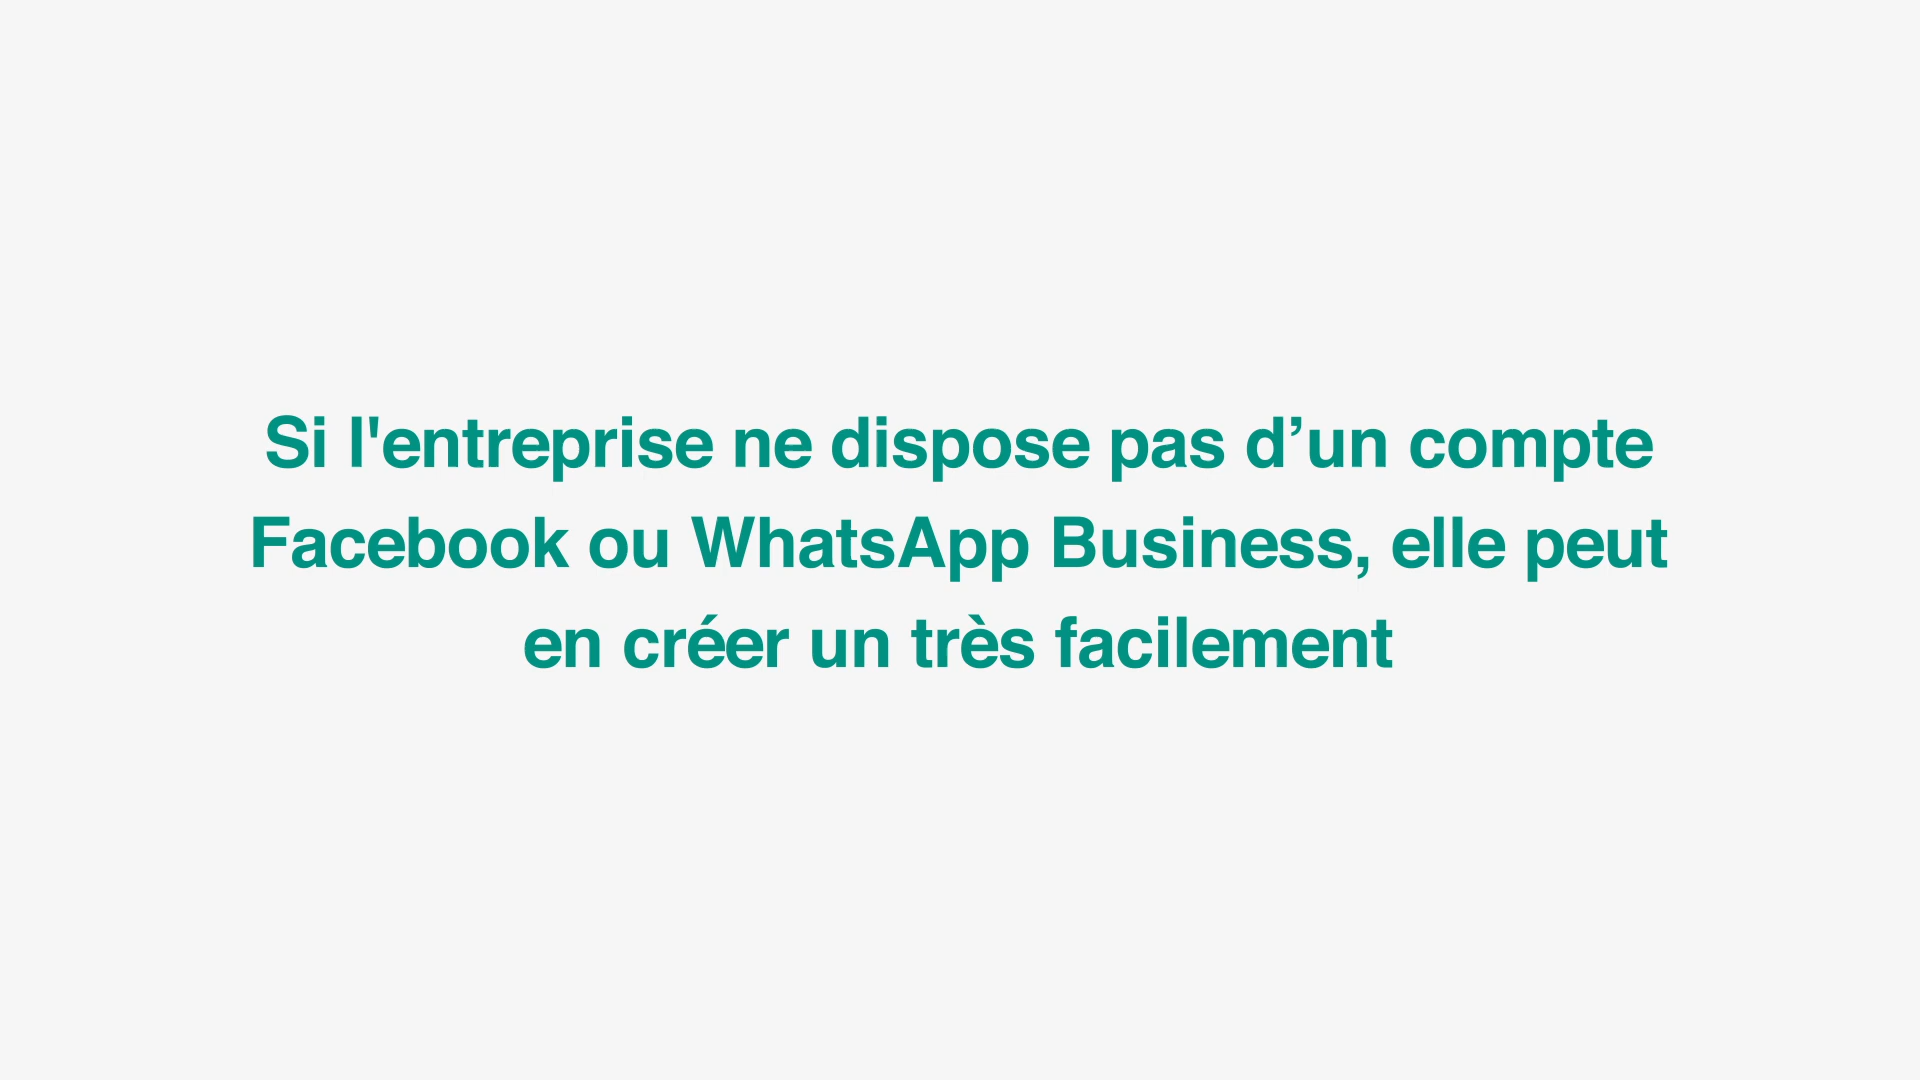 Si l'entreprise ne dispose pas d’un compte
Facebook ou WhatsApp Business, elle peut
en créer un très facilement